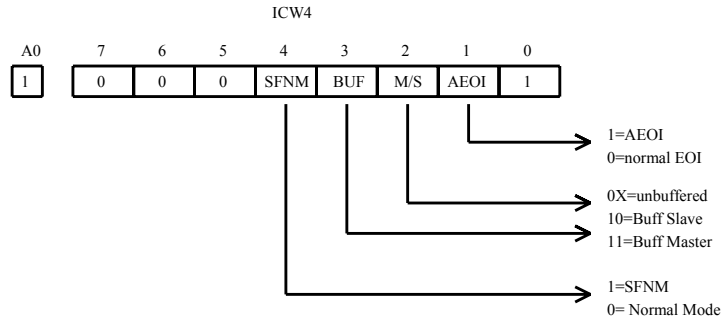 ICW4
A0 7 6 5 4 3 2 1 0
1 0 0 0 SFNM BUF M/S AEOI 1
1=AEOI
0=normal EOI
0X=unbuffered
10=Buff Slave
11=Buff Master
1=SFNM
0= Normal Mode